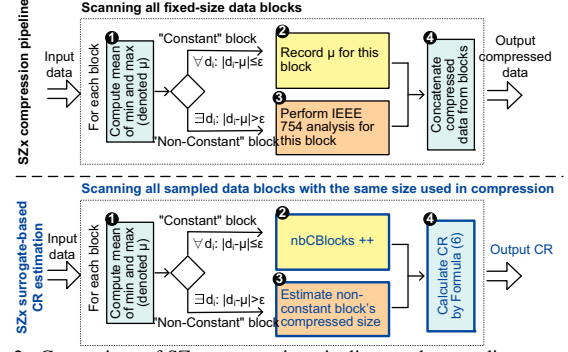 Scanning all fixed-size data blocks
SZx compression pipeline
Input
data
For each block
1
Compute mean
of min and max
(denoted μ)
"Constant" block
∀dᵢ: |dᵢ-μ|≤ε
∃dᵢ: |dᵢ-μ|>ε
"Non-Constant" block
2
Record μ for this
block
3
Perform IEEE
754 analysis for
this block
4
Concatenate
compressed
data from blocks
Output
compressed
data
Scanning all sampled data blocks with the same size used in compression
SZx surrogate-based
CR estimation
Input
data
For each block
1
Compute mean
of min and max
(denoted μ)
"Constant" block
∀dᵢ: |dᵢ-μ|≤ε
∃dᵢ: |dᵢ-μ|>ε
"Non-Constant" block
2
nbCBlocks ++
3
Estimate non-
constant block's
compressed size
4
Calculate CR
by Formula (6)
Output CR